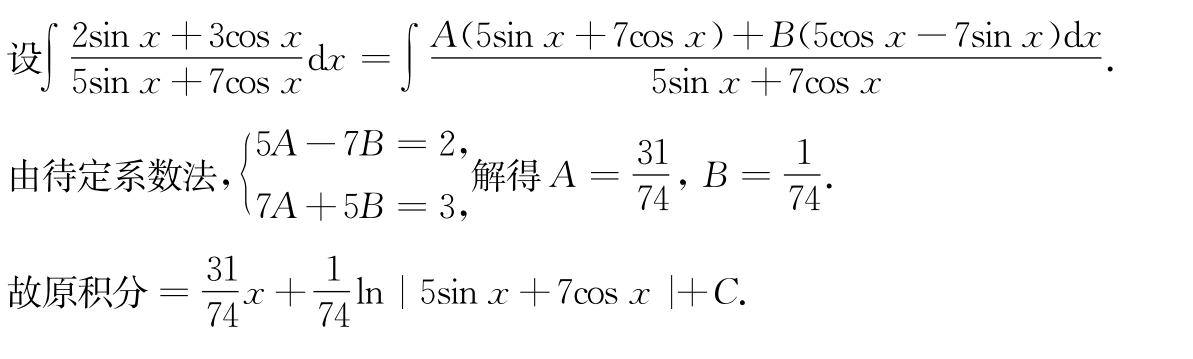 设∫ (2sin x + 3cos x)/(5sin x + 7cos x) dx = ∫ (A(5sin x + 7cos x) + B(5cos x − 7sin x)dx)/(5sin x + 7cos x).
由待定系数法, { 5A − 7B = 2, 7A + 5B = 3, 解得 A = 31/74, B = 1/74.
故原积分 = 31/74 x + 1/74 ln | 5sin x + 7cos x | + C.